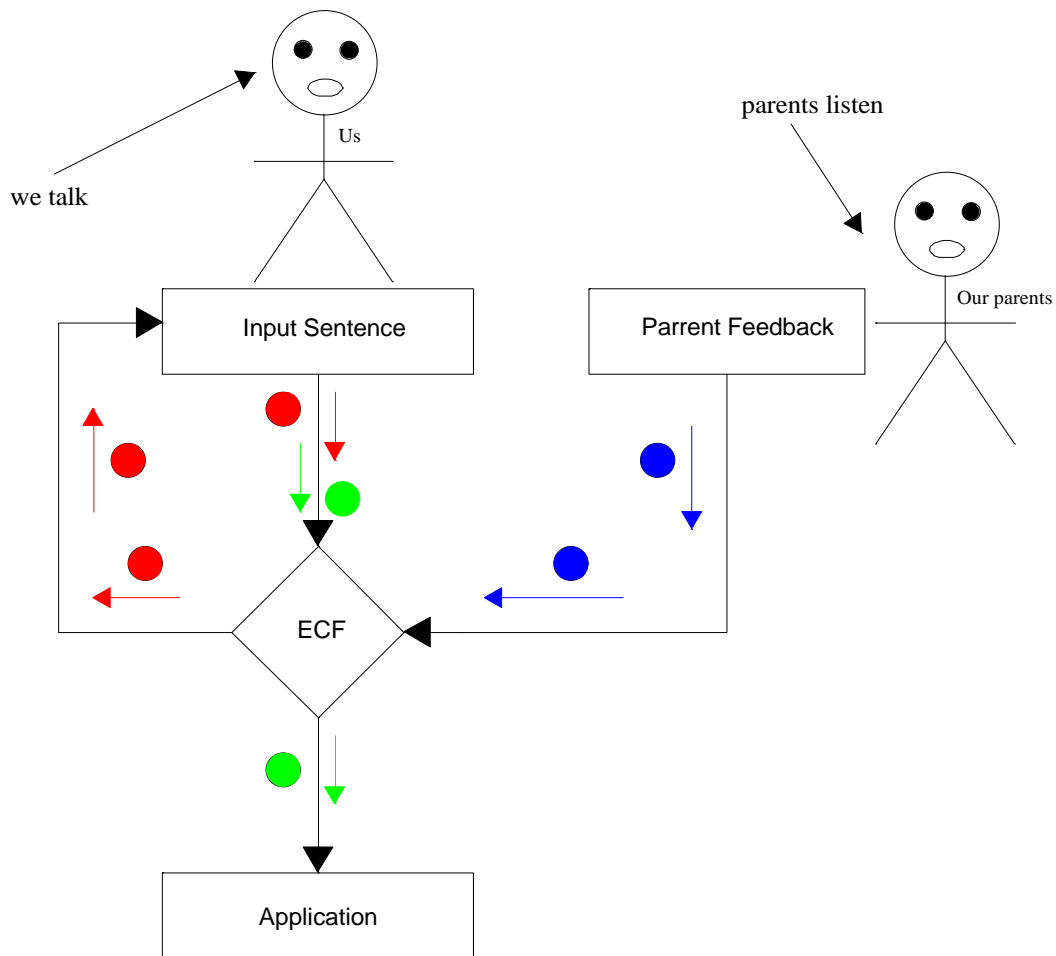 Us
parents listen
we talk
Our parents
Input Sentence
Parrent Feedback
ECF
Application